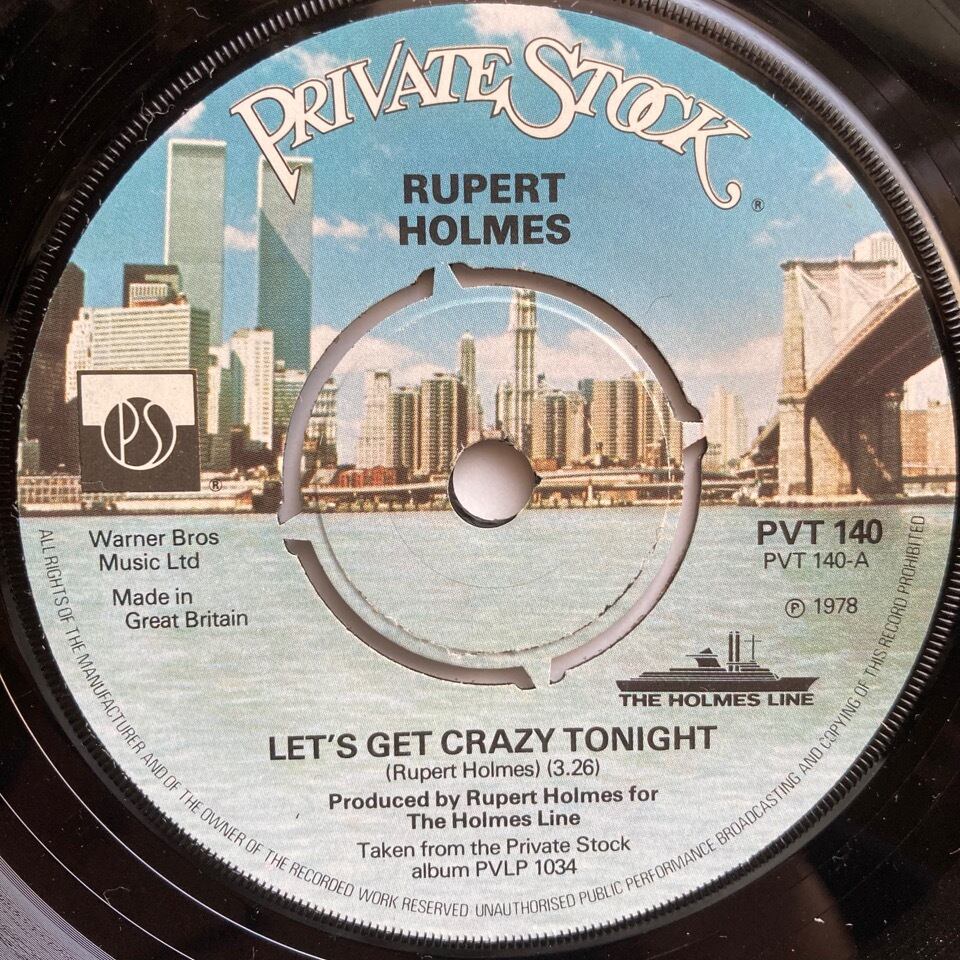 PRIVATE STOCK
®
RUPERT
HOLMES
PS
®
Warner Bros
Music Ltd
Made in
Great Britain
PVT 140
PVT 140-A
Ⓟ 1978
THE HOLMES LINE
LET'S GET CRAZY TONIGHT
(Rupert Holmes) (3.26)
Produced by Rupert Holmes for
The Holmes Line
Taken from the Private Stock
album PVLP 1034
ALL RIGHTS OF THE MANUFACTURER AND OF THE OWNER OF THE RECORDED WORK RESERVED UNAUTHORISED PUBLIC PERFORMANCE BROADCASTING AND COPYING OF THIS RECORD PROHIBITED